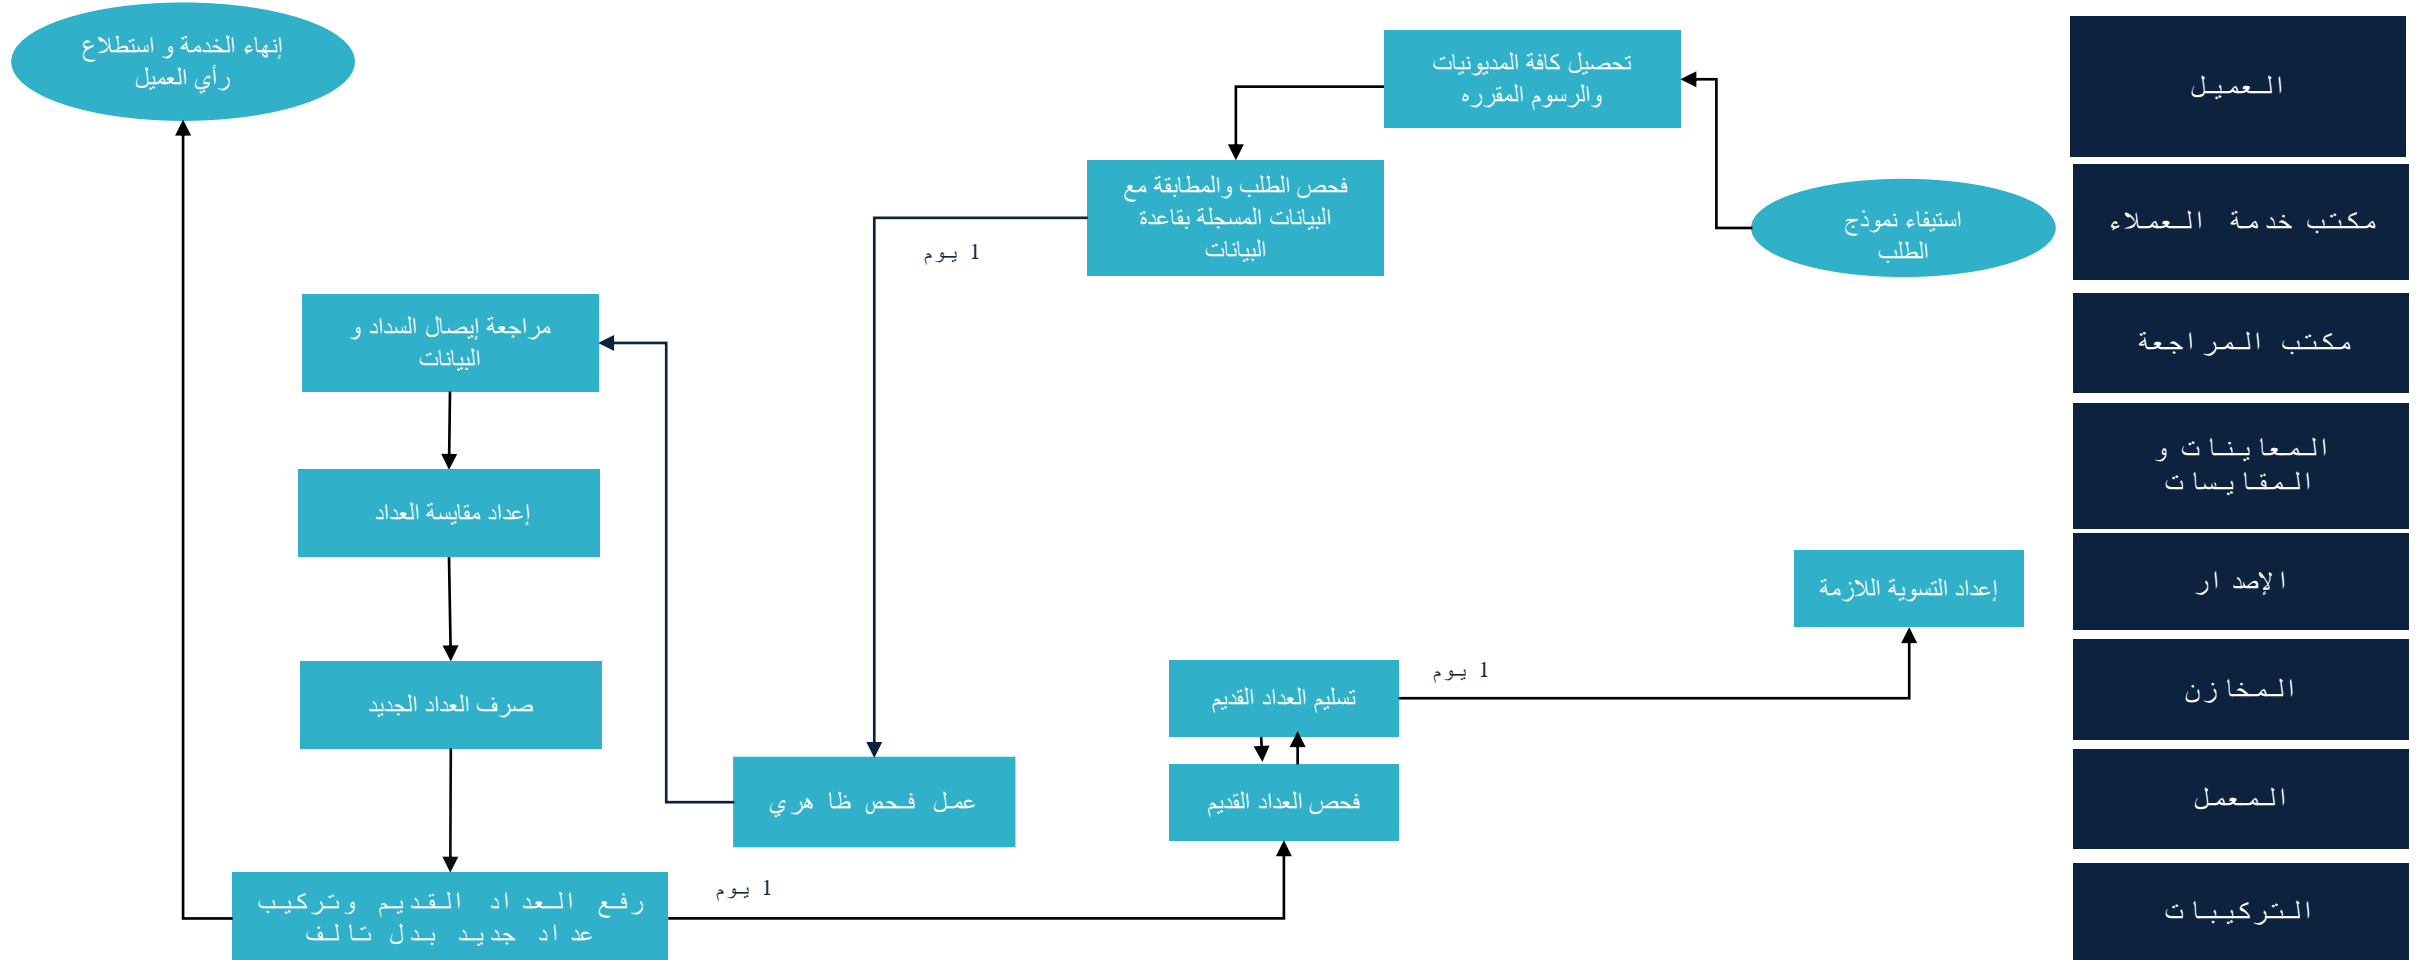 العميل
مكتب خدمة العملاء
مكتب المراجعة
المعاينات و
المقايسات
الإصدار
المخازن
المعمل
التركيبات
استيفاء نموذج
الطلب
تحصيل كافة المديونيات
والرسوم المقرره
فحص الطلب والمطابقة مع
البيانات المسجلة بقاعدة
البيانات
1 يوم
عمل فحص ظاهري
مراجعة إيصال السداد و
البيانات
إعداد مقايسة العداد
صرف العداد الجديد
رفع العداد القديم وتركيب
عداد جديد بدل تالف
1 يوم
فحص العداد القديم
تسليم العداد القديم
1 يوم
إعداد التسوية اللازمة
إنهاء الخدمة و استطلاع
رأي العميل